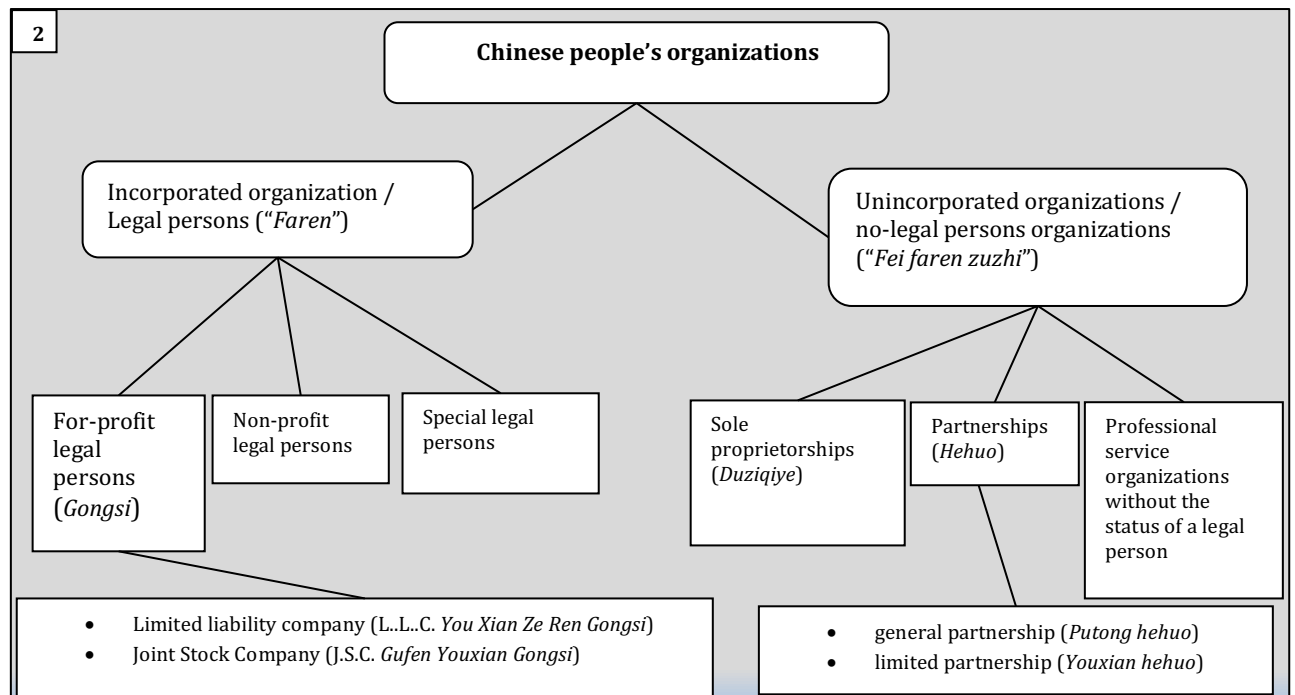 2
Chinese people’s organizations
Incorporated organization /
Legal persons (“Faren”)
Unincorporated organizations /
no-legal persons organizations
(“Fei faren zuzhi”)
For-profit
legal
persons
(Gongsi)
Non-profit
legal persons
Special legal
persons
Sole
proprietorships
(Duziqiye)
Partnerships
(Hehuo)
Professional
service
organizations
without the
status of a legal
person
• Limited liability company (L..L..C. You Xian Ze Ren Gongsi)
• Joint Stock Company (J.S.C. Gufen Youxian Gongsi)
• general partnership (Putong hehuo)
• limited partnership (Youxian hehuo)